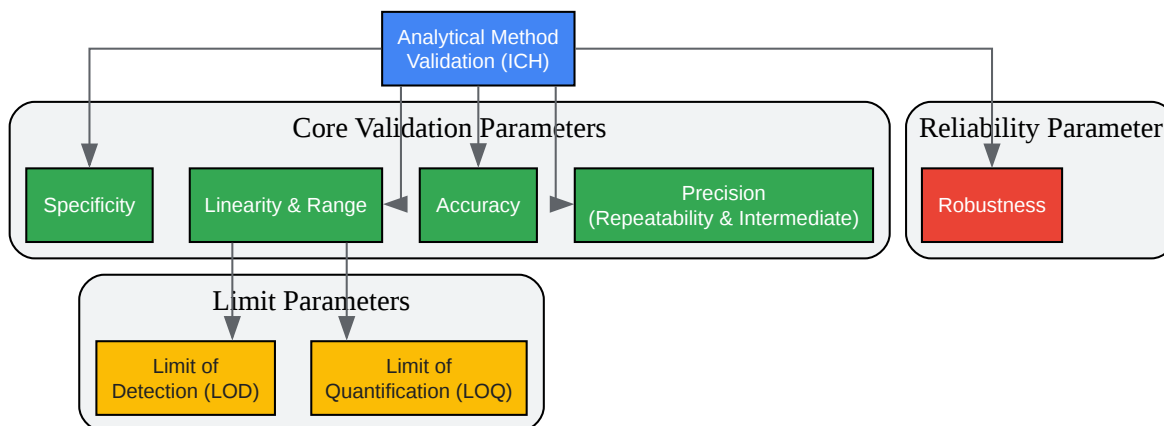 Analytical Method
Validation (ICH)
Core Validation Parameters
Reliability Parameter
Specificity
Linearity & Range
Accuracy
Precision
(Repeatability & Intermediate)
Robustness
Limit Parameters
Limit of
Detection (LOD)
Limit of
Quantification (LOQ)